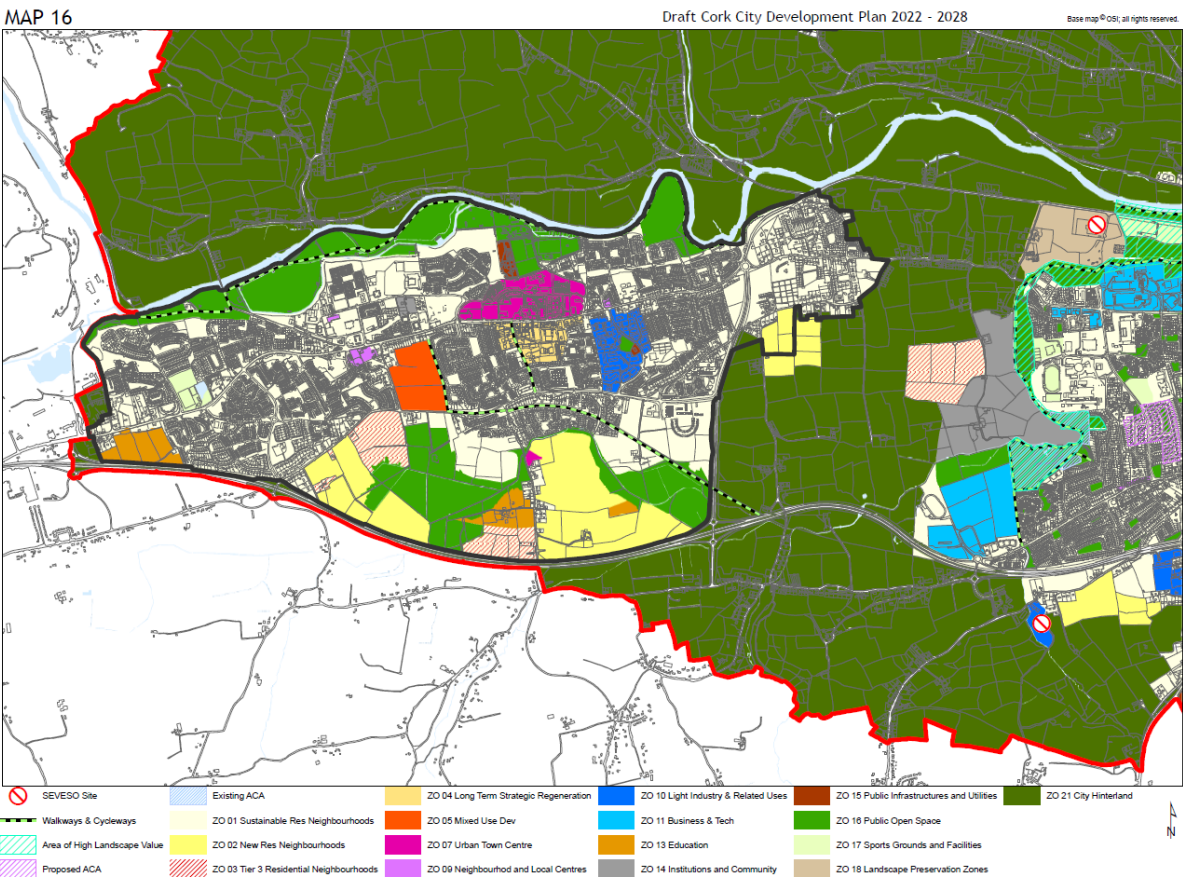 MAP 16
Draft Cork City Development Plan 2022 - 2028
Base map © OSi; all rights reserved.
SEVESO Site
Existing ACA
ZO 04 Long Term Strategic Regeneration
ZO 10 Light Industry & Related Uses
ZO 15 Public Infrastructures and Utilities
ZO 21 City Hinterland
Walkways & Cycleways
ZO 01 Sustainable Res Neighbourhoods
ZO 05 Mixed Use Dev
ZO 11 Business & Tech
ZO 16 Public Open Space
Area of High Landscape Value
ZO 02 New Res Neighbourhoods
ZO 07 Urban Town Centre
ZO 13 Education
ZO 17 Sports Grounds and Facilities
Proposed ACA
ZO 03 Tier 3 Residential Neighbourhoods
ZO 09 Neighbourhod and Local Centres
ZO 14 Institutions and Community
ZO 18 Landscape Preservation Zones
N